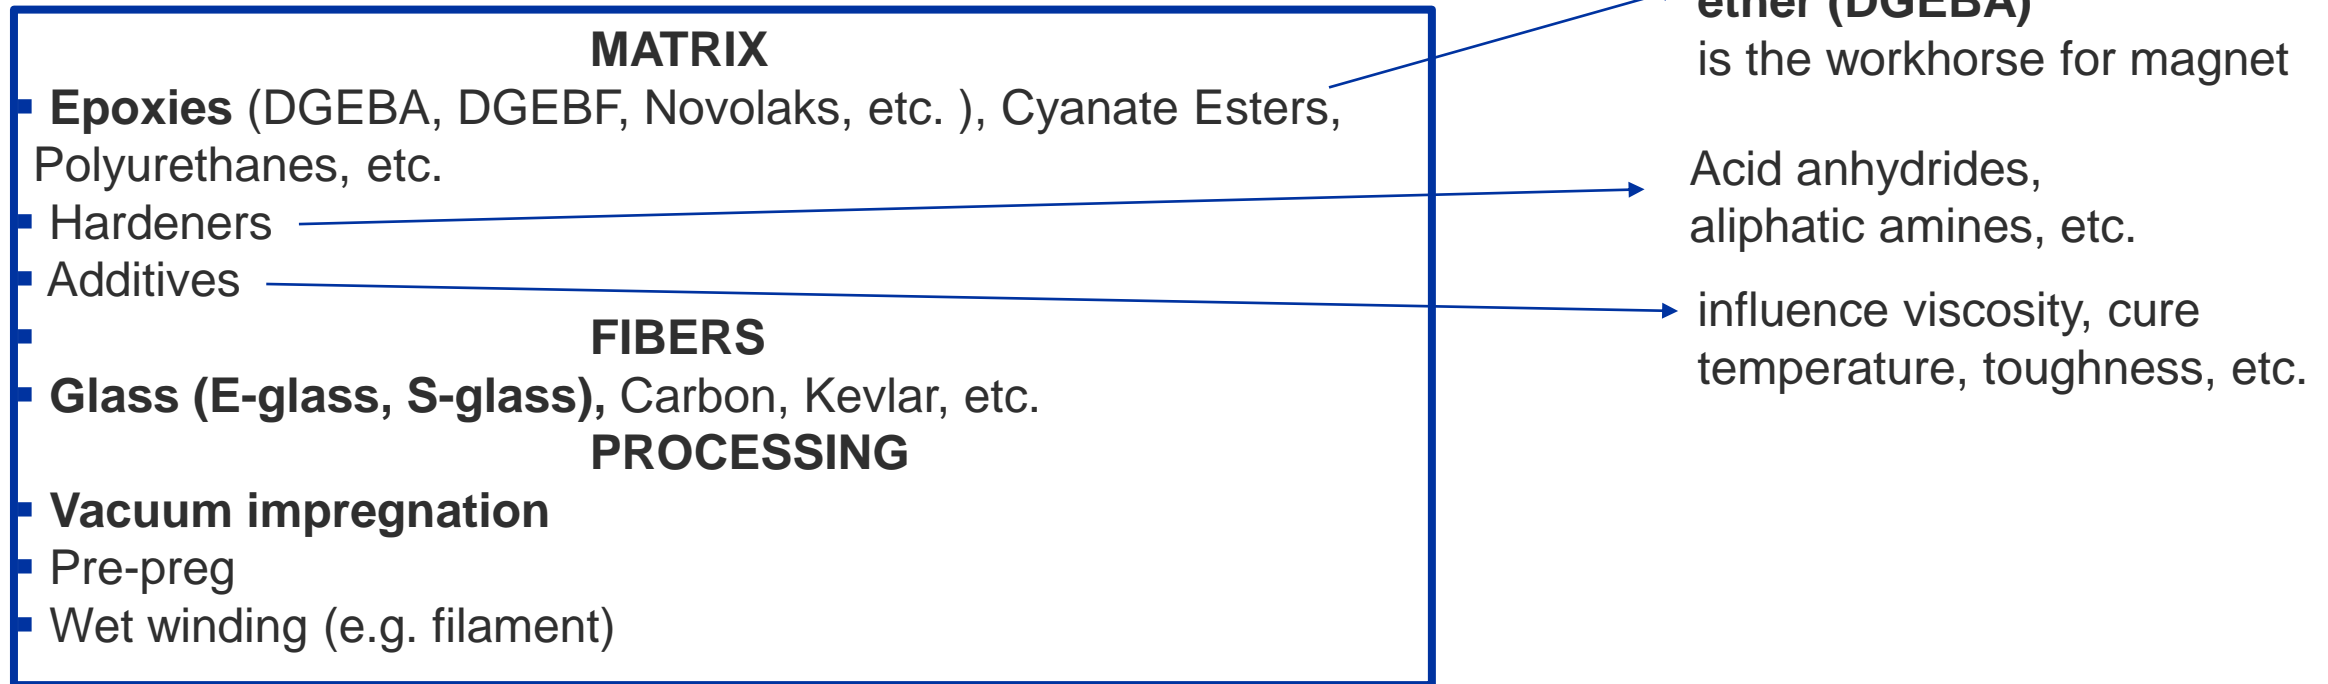 MATRIX
Epoxies (DGEBA, DGEBF, Novolaks, etc. ), Cyanate Esters,
Polyurethanes, etc.
Hardeners
Additives
FIBERS
Glass (E-glass, S-glass), Carbon, Kevlar, etc.
PROCESSING
Vacuum impregnation
Pre-preg
Wet winding (e.g. filament)
ether (DGEBA)
is the workhorse for magnet
Acid anhydrides,
aliphatic amines, etc.
influence viscosity, cure
temperature, toughness, etc.